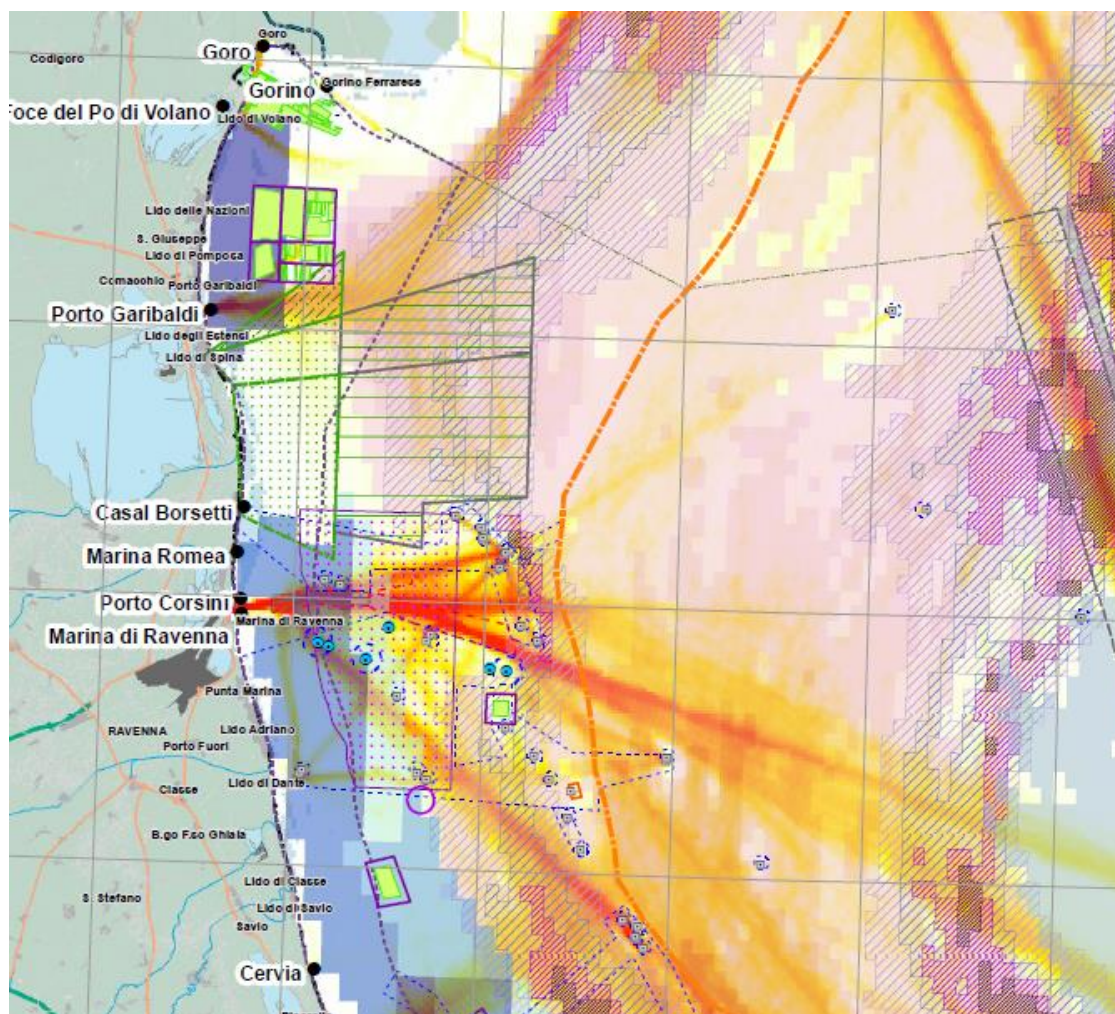 Goro
Goro
Codigoro
Gorino Ferrarese
Gorino
Foce del Po di Volano
Lido di Volano
Lido delle Nazioni
S. Giuseppe
Lido di Pomposa
Comacchio
Porto Garibaldi
Porto Garibaldi
Lido degli Estensi
Lido di Spina
Casal Borsetti
Marina Romea
Porto Corsini
Marina di Ravenna
Marina di Ravenna
Punta Marina
RAVENNA
Lido Adriano
Porto Fuori
Lido di Dante
Classe
B.go F.so Ghiaia
Lido di Classe
S. Stefano
Lido di Savio
Savio
Cervia